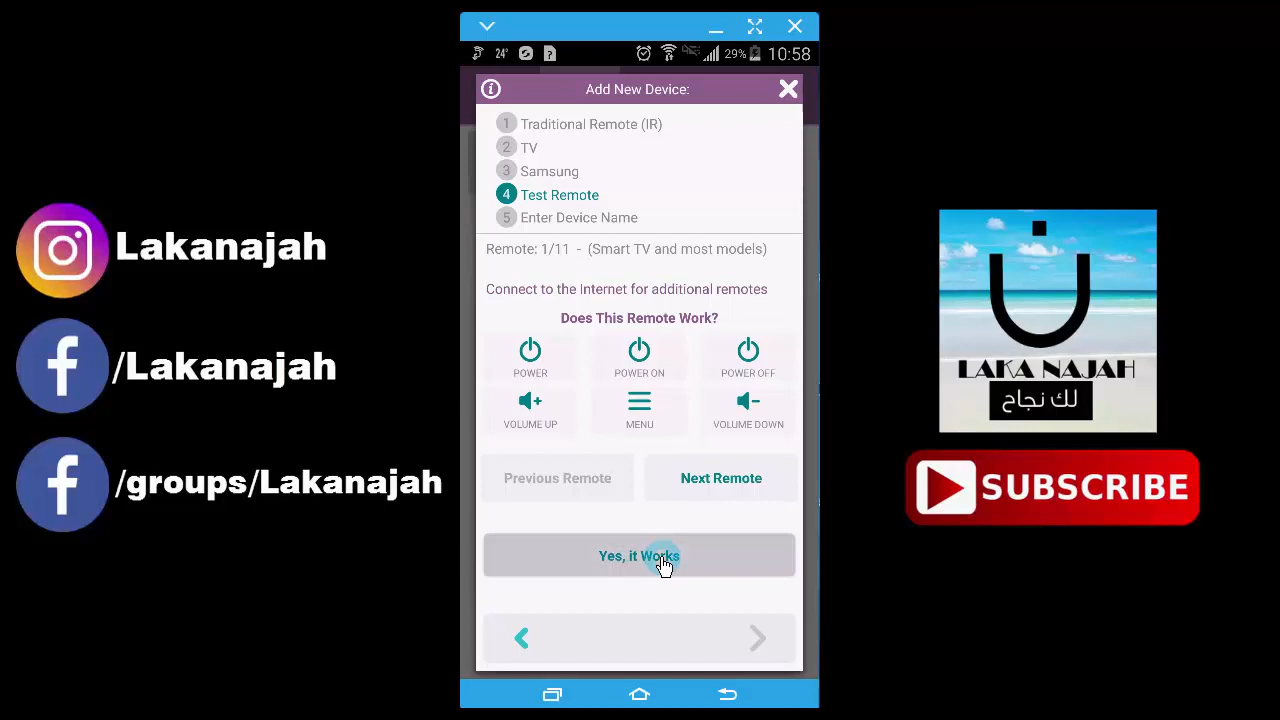 24°
29%
10:58
Add New Device:
1 Traditional Remote (IR)
2 TV
3 Samsung
4 Test Remote
5 Enter Device Name
Remote: 1/11 - (Smart TV and most models)
Connect to the Internet for additional remotes
Does This Remote Work?
POWER
POWER ON
POWER OFF
VOLUME UP
MENU
VOLUME DOWN
Previous Remote
Next Remote
Yes, it Works
Lakanajah
/Lakanajah
/groups/Lakanajah
ن
LAKA NAJAH
لك نجاح
SUBSCRIBE